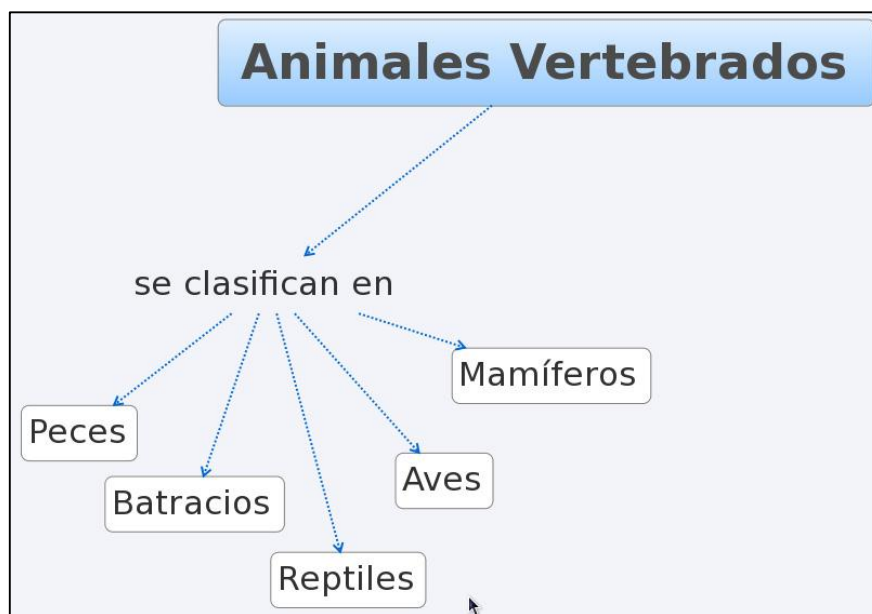 Animales Vertebrados
se clasifican en
Mamíferos
Peces
Aves
Batracios
Reptiles